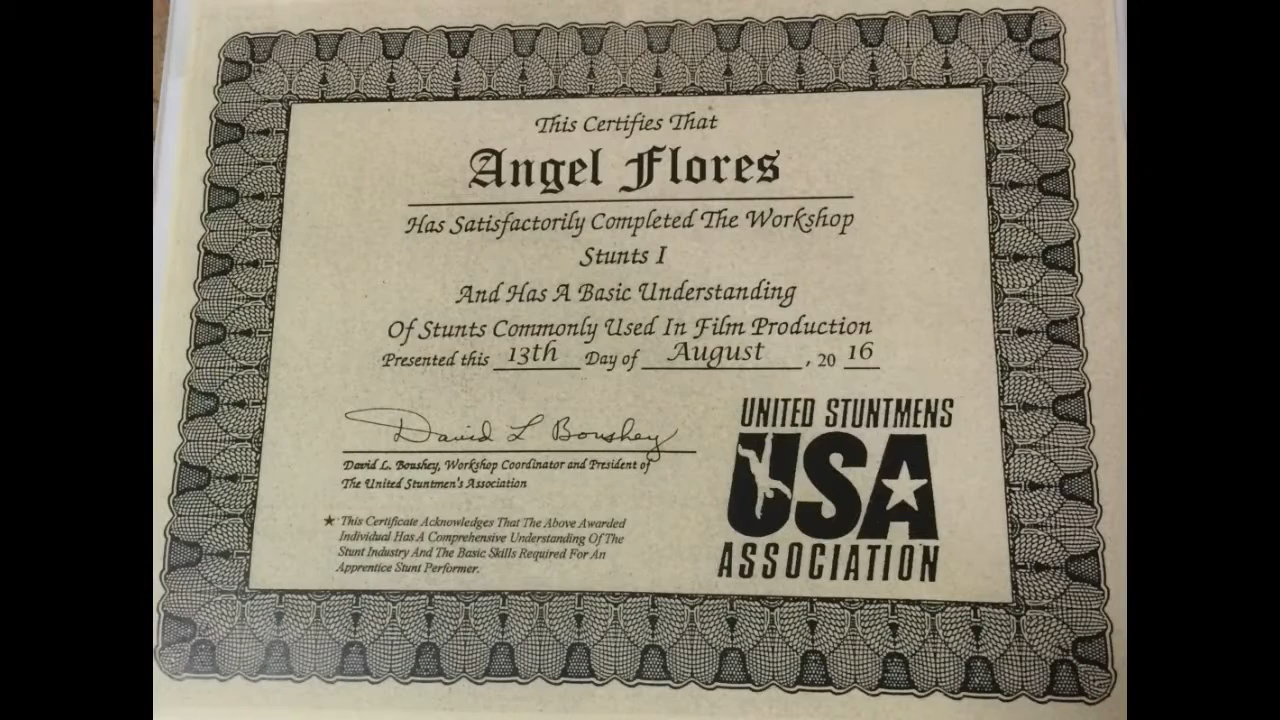 This Certifies That
Angel Flores
Has Satisfactorily Completed The Workshop
Stunts I
And Has A Basic Understanding
Of Stunts Commonly Used In Film Production
Presented this 13th Day of August, 20 16
David L Boushey
David L. Boushey, Workshop Coordinator and President of
The United Stuntmen's Association
★ This Certificate Acknowledges That The Above Awarded
Individual Has A Comprehensive Understanding Of The
Stunt Industry And The Basic Skills Required For An
Apprentice Stunt Performer.
UNITED STUNTMENS
USA
ASSOCIATION